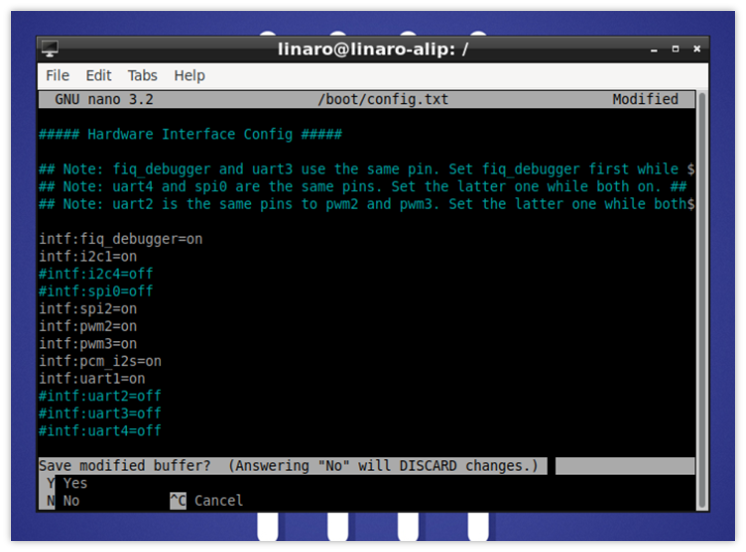 linaro@linaro-alip: /
File Edit Tabs Help
GNU nano 3.2 /boot/config.txt Modified
##### Hardware Interface Config #####
## Note: fiq_debugger and uart3 use the same pin. Set fiq_debugger first while $
## Note: uart4 and spi0 are the same pins. Set the latter one while both on. ##
## Note: uart2 is the same pins to pwm2 and pwm3. Set the latter one while both$
intf:fiq_debugger=on
intf:i2c1=on
#intf:i2c4=off
#intf:spi0=off
intf:spi2=on
intf:pwm2=on
intf:pwm3=on
intf:pcm_i2s=on
intf:uart1=on
#intf:uart2=off
#intf:uart3=off
#intf:uart4=off
Save modified buffer?  (Answering "No" will DISCARD changes.)
Y Yes
N No ^C Cancel